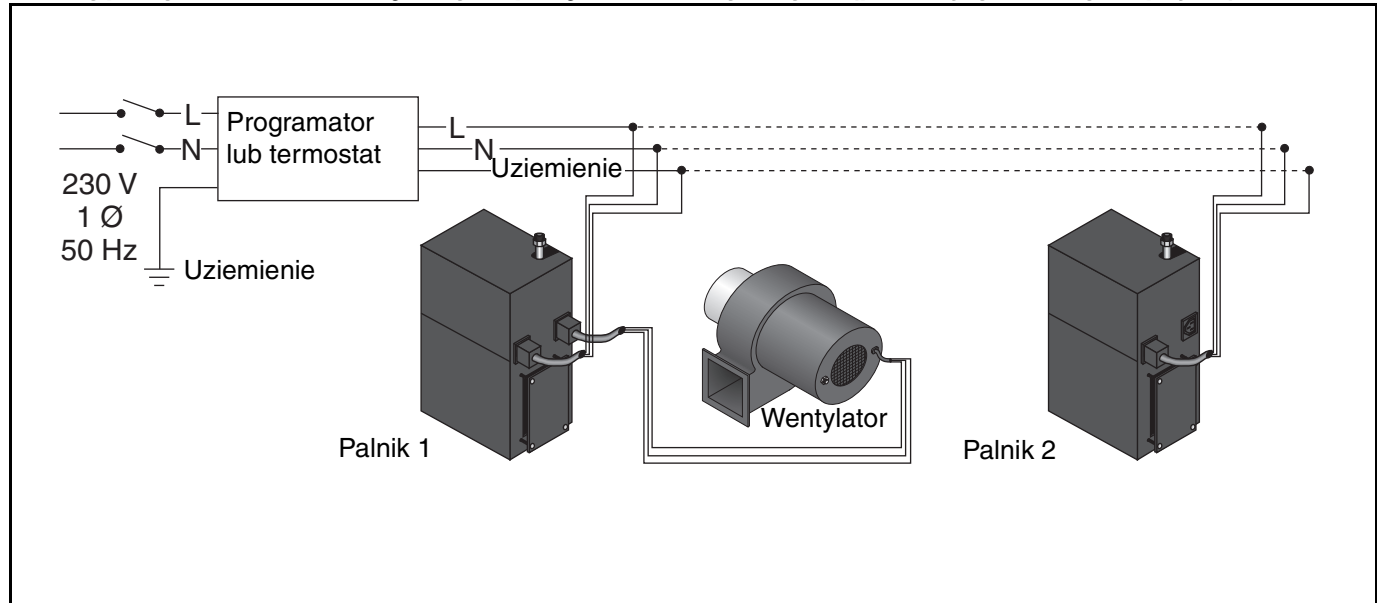 L
Programator
lub termostat
L
N
N
Uziemienie
230 V
1 Ø
50 Hz
Uziemienie
Wentylator
Palnik 1
Palnik 2